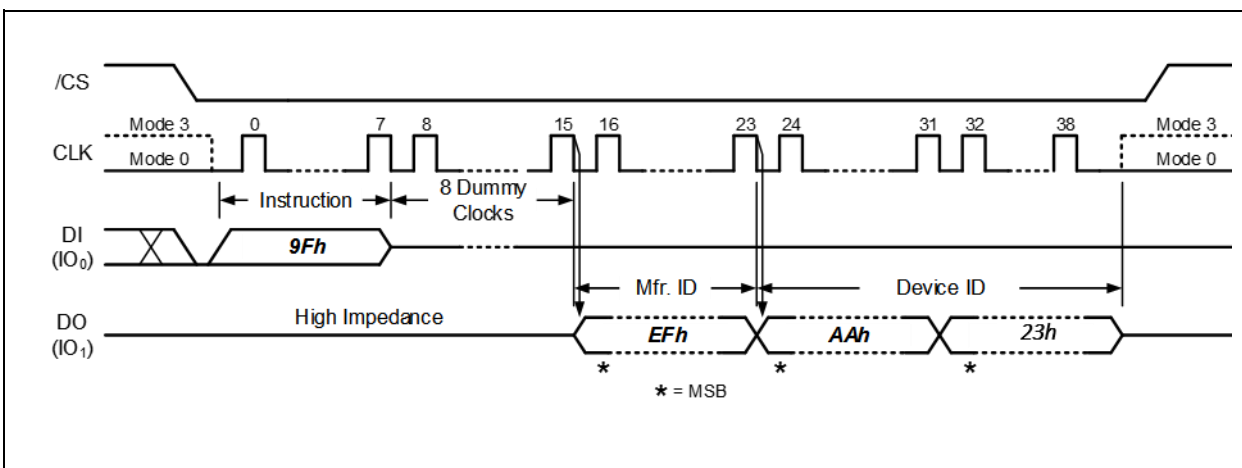 /CS
Mode 3 0 7 8 15 16 23 24 31 32 38 Mode 3
CLK Mode 0 Mode 0
Instruction 8 Dummy
Clocks
DI
(IO0) 9Fh
Mfr. ID Device ID
High Impedance
DO
(IO1) EFh AAh 23h
* * *
* = MSB